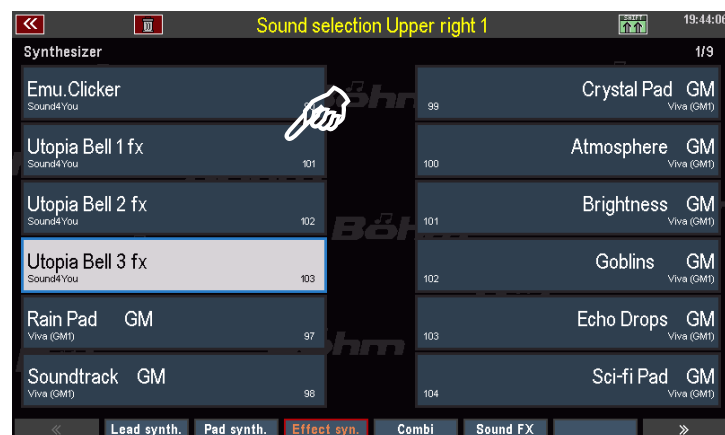 Sound selection Upper right 1
SHIFT
19:44:06
Synthesizer
1/9
Emu.Clicker
Sound4You
Utopia Bell 1 fx
Sound4You
101
Utopia Bell 2 fx
Sound4You
102
Utopia Bell 3 fx
Sound4You
103
Rain Pad GM
Viva (GM1)
97
Soundtrack GM
Viva (GM1)
98
Crystal Pad GM
99
Viva (GM1)
Atmosphere GM
100
Viva (GM1)
Brightness GM
101
Viva (GM1)
Goblins GM
102
Viva (GM1)
Echo Drops GM
103
Viva (GM1)
Sci-fi Pad GM
104
Viva (GM1)
Böhm
Lead synth. Pad synth. Effect syn. Combi Sound FX